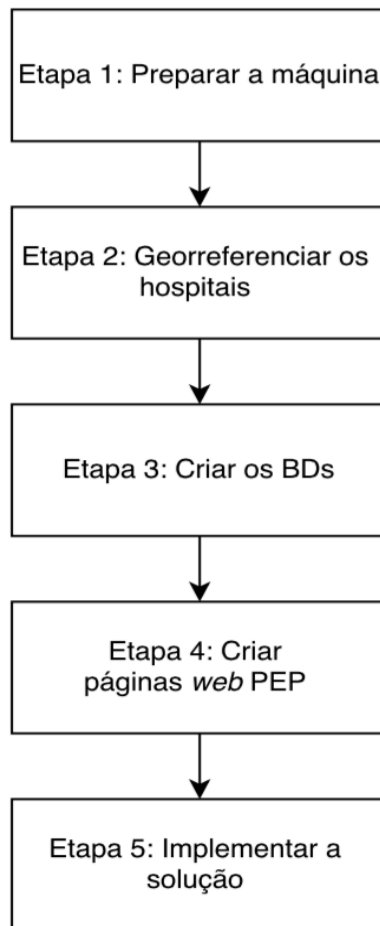 Etapa 1: Preparar a máquina
Etapa 2: Georreferenciar os
hospitais
Etapa 3: Criar os BDs
Etapa 4: Criar
páginas web PEP
Etapa 5: Implementar a
solução